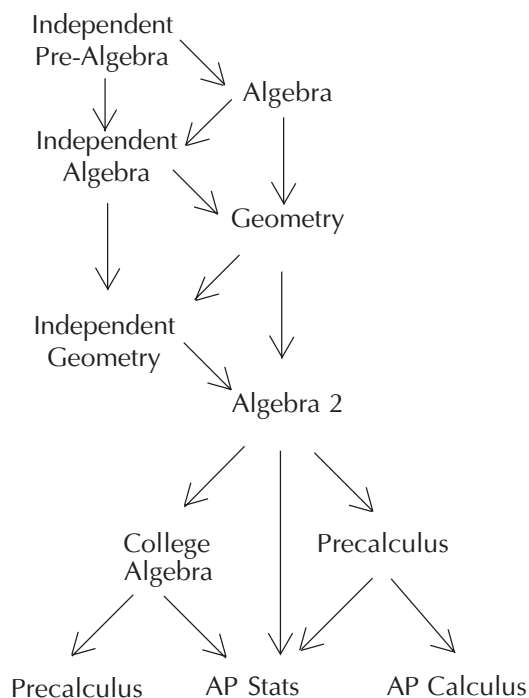 Independent
Pre-Algebra
Algebra
Independent
Algebra
Geometry
Independent
Geometry
Algebra 2
College
Algebra
Precalculus
Precalculus
AP Stats
AP Calculus